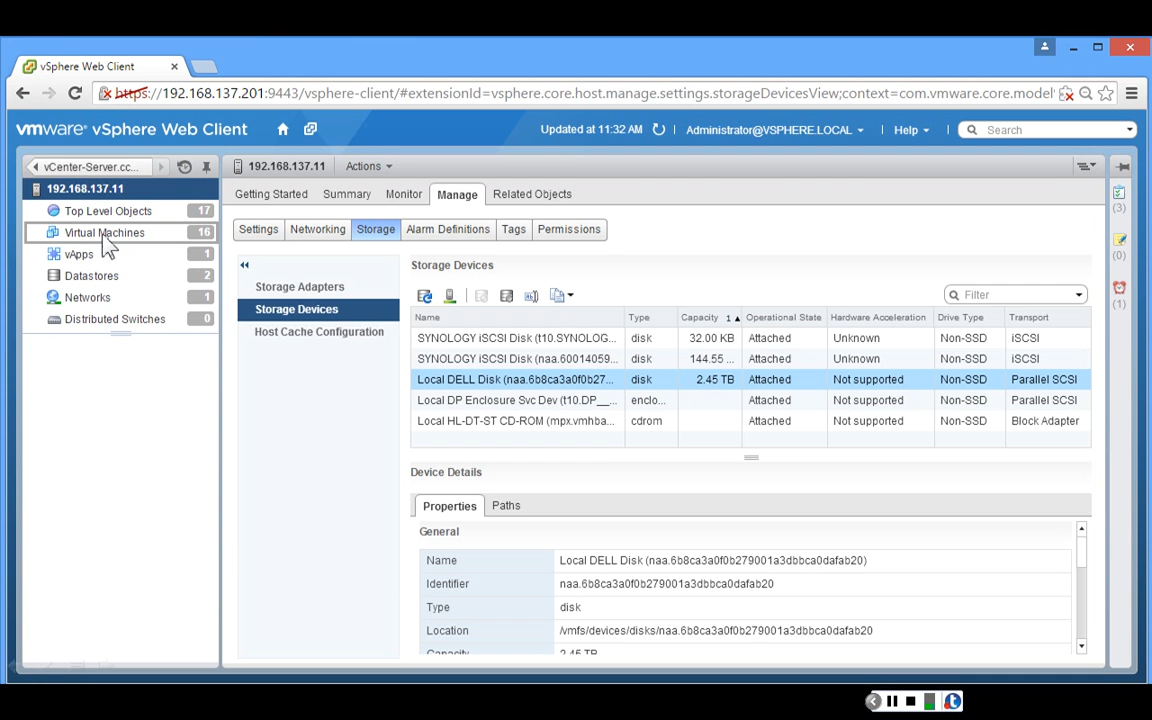 vSphere Web Client
https://192.168.137.201:9443/vsphere-client/#extensionId=vsphere.core.host.manage.settings.storageDevicesView;context=com.vmware.core.model
vmware® vSphere Web Client
Updated at 11:32 AM
Administrator@VSPHERE.LOCAL
Help
Search
vCenter-Server.cc...
192.168.137.11
Actions
192.168.137.11
Top Level Objects 17
Virtual Machines 16
vApps 1
Datastores 2
Networks 1
Distributed Switches 0
Getting Started Summary Monitor Manage Related Objects
Settings Networking Storage Alarm Definitions Tags Permissions
Storage Adapters
Storage Devices
Host Cache Configuration
Storage Devices
Filter
Name Type Capacity 1 Operational State Hardware Acceleration Drive Type Transport
SYNOLOGY iSCSI Disk (t10.SYNOLOG... disk 32.00 KB Attached Unknown Non-SSD iSCSI
SYNOLOGY iSCSI Disk (naa.60014059... disk 144.55 ... Attached Unknown Non-SSD iSCSI
Local DELL Disk (naa.6b8ca3a0f0b27... disk 2.45 TB Attached Not supported Non-SSD Parallel SCSI
Local DP Enclosure Svc Dev (t10.DP__... enclo... Attached Not supported Non-SSD Parallel SCSI
Local HL-DT-ST CD-ROM (mpx.vmhba... cdrom Attached Not supported Non-SSD Block Adapter
Device Details
Properties Paths
General
Name Local DELL Disk (naa.6b8ca3a0f0b279001a3dbbca0dafab20)
Identifier naa.6b8ca3a0f0b279001a3dbbca0dafab20
Type disk
Location /vmfs/devices/disks/naa.6b8ca3a0f0b279001a3dbbca0dafab20
Capacity 2.45 TB
(3)
(0)
(1)